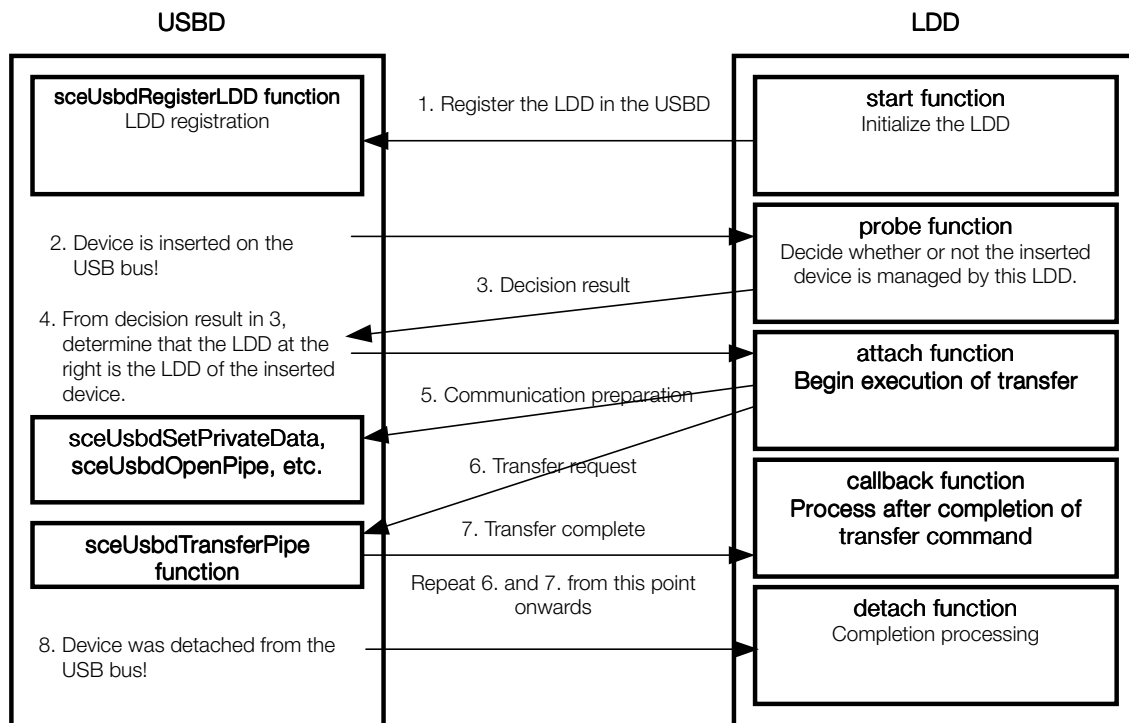 USBD
LDD
sceUsbdRegisterLDD function
LDD registration
1. Register the LDD in the USBD
start function
Initialize the LDD
2. Device is inserted on the
USB bus!
probe function
Decide whether or not the inserted
device is managed by this LDD.
3. Decision result
4. From decision result in 3,
determine that the LDD at the
right is the LDD of the inserted
device.
attach function
Begin execution of transfer
5. Communication preparation
sceUsbdSetPrivateData,
sceUsbdOpenPipe, etc.
6. Transfer request
callback function
Process after completion of
transfer command
7. Transfer complete
sceUsbdTransferPipe
function
Repeat 6. and 7. from this point
onwards
detach function
Completion processing
8. Device was detached from the
USB bus!